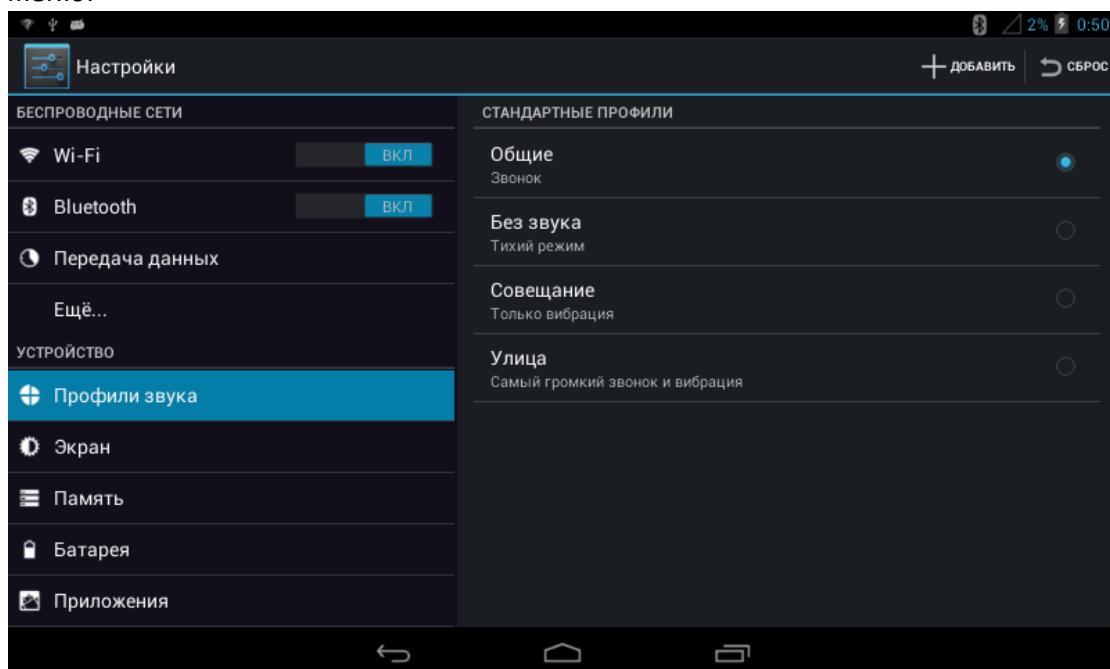 меню.
2% 0:50
Настройки
ДОБАВИТЬ
СБРОС
БЕСПРОВОДНЫЕ СЕТИ
Wi-Fi ВКЛ
Bluetooth ВКЛ
Передача данных
Ещё...
УСТРОЙСТВО
Профили звука
Экран
Память
Батарея
Приложения
СТАНДАРТНЫЕ ПРОФИЛИ
Общие
Звонок
Без звука
Тихий режим
Совещание
Только вибрация
Улица
Самый громкий звонок и вибрация